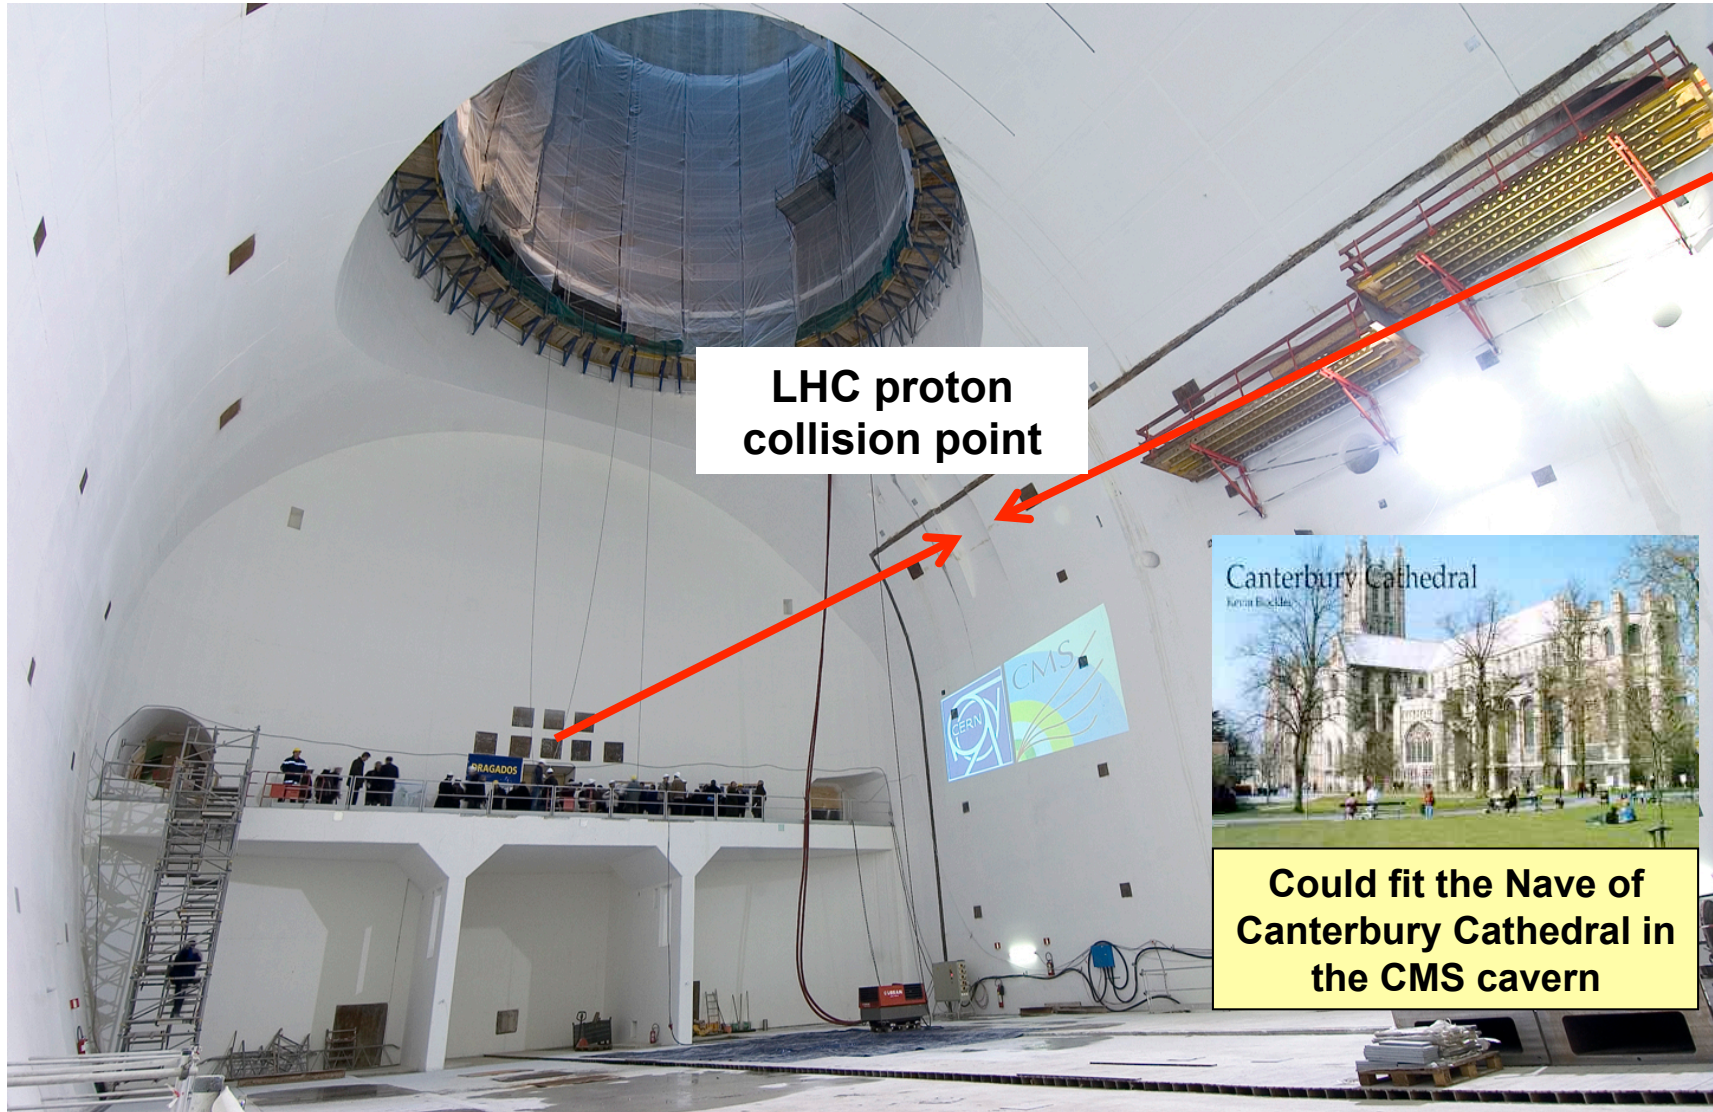 LHC proton
collision point
DRAGADOS
CERN
CMS
Canterbury Cathedral
Could fit the Nave of
Canterbury Cathedral in
the CMS cavern